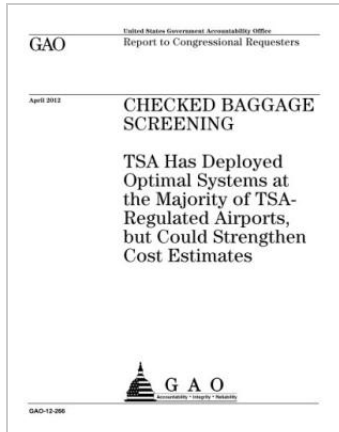 United States Government Accountability Office
GAO
Report to Congressional Requesters
April 2012
CHECKED BAGGAGE
SCREENING
TSA Has Deployed
Optimal Systems at
the Majority of TSA-
Regulated Airports,
but Could Strengthen
Cost Estimates
GAO
Accountability * Integrity * Reliability
GAO-12-266